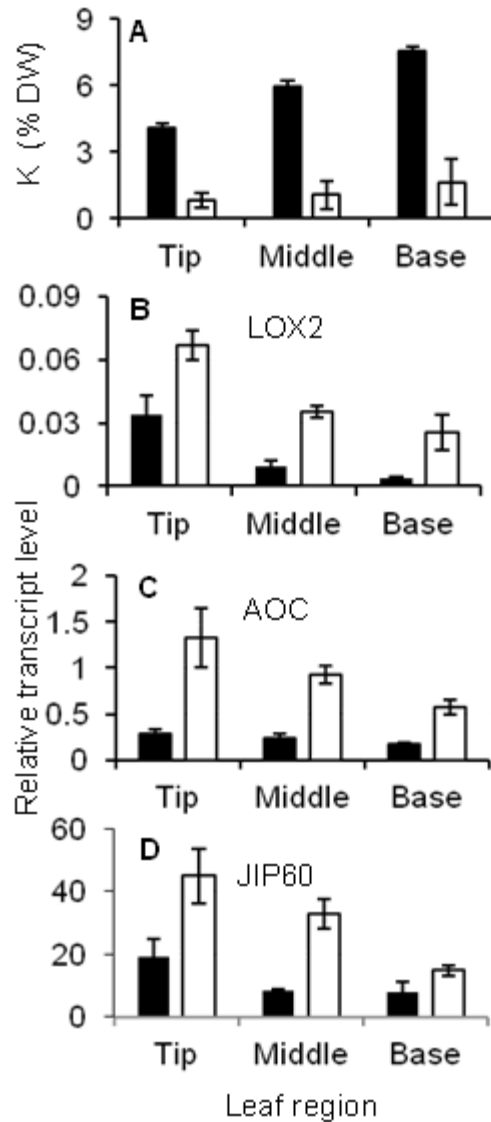 A
K (% DW)
9
6
3
0
Tip Middle Base
B
LOX2
0.09
0.06
0.03
0
Tip Middle Base
Relative transcript level
C
AOC
2
1.5
1
0.5
0
Tip Middle Base
D
JIP60
60
40
20
0
Tip Middle Base
Leaf region